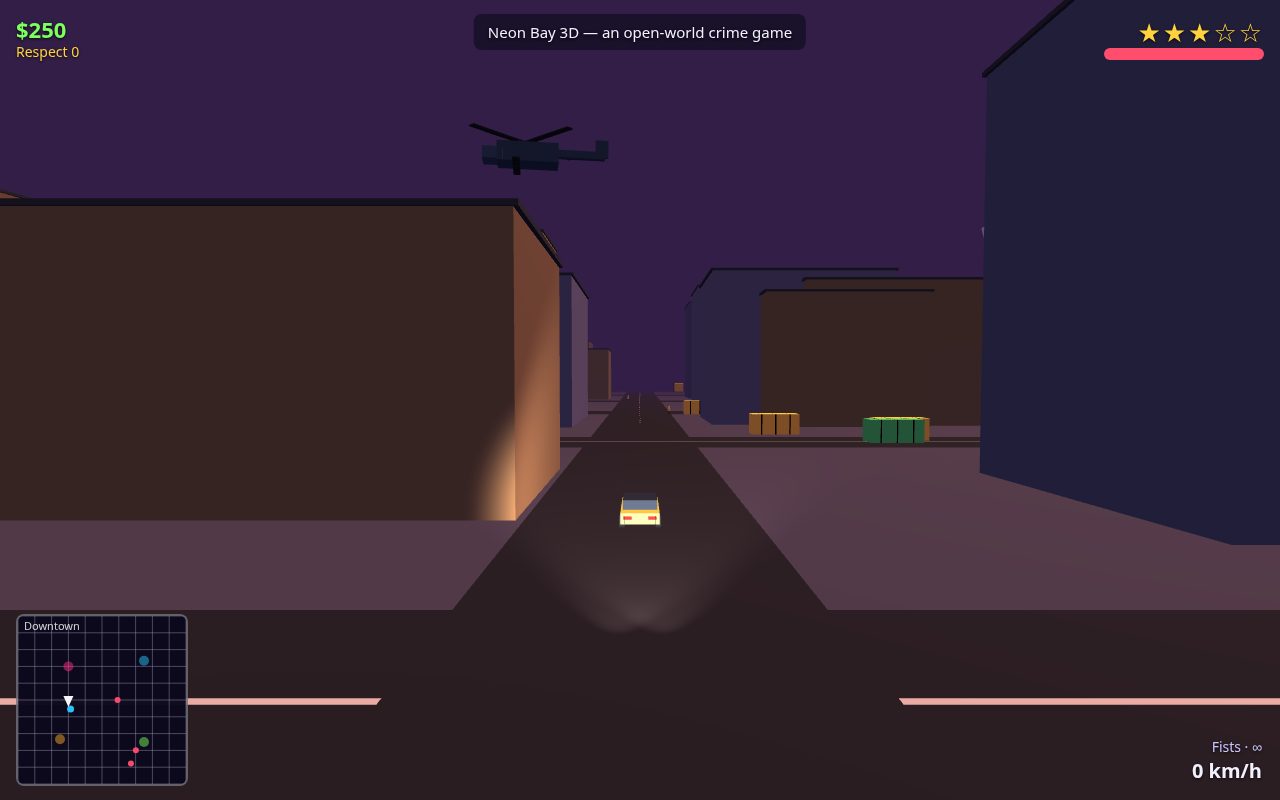 $250
Respect 0
Neon Bay 3D — an open-world crime game
★★★☆☆
Downtown
Fists · ∞
0 km/h